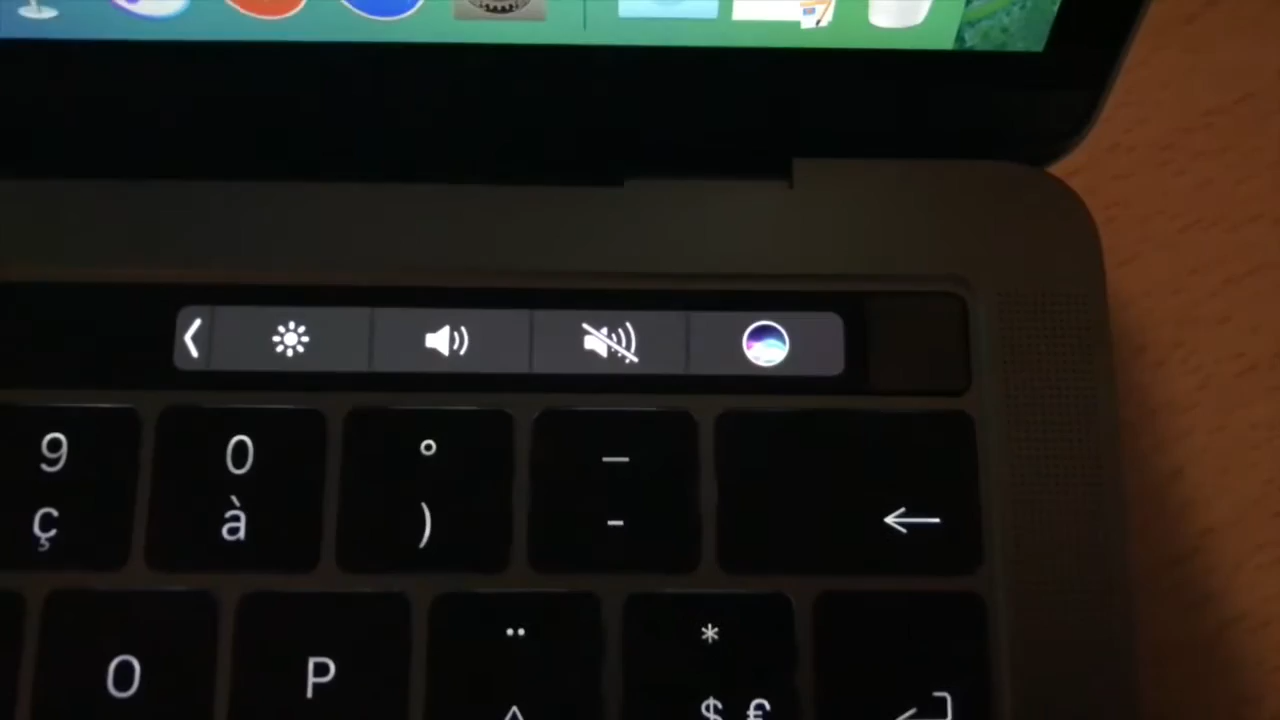 9 0 ° _
ç à ) -
O P ¨ *
^ $ €